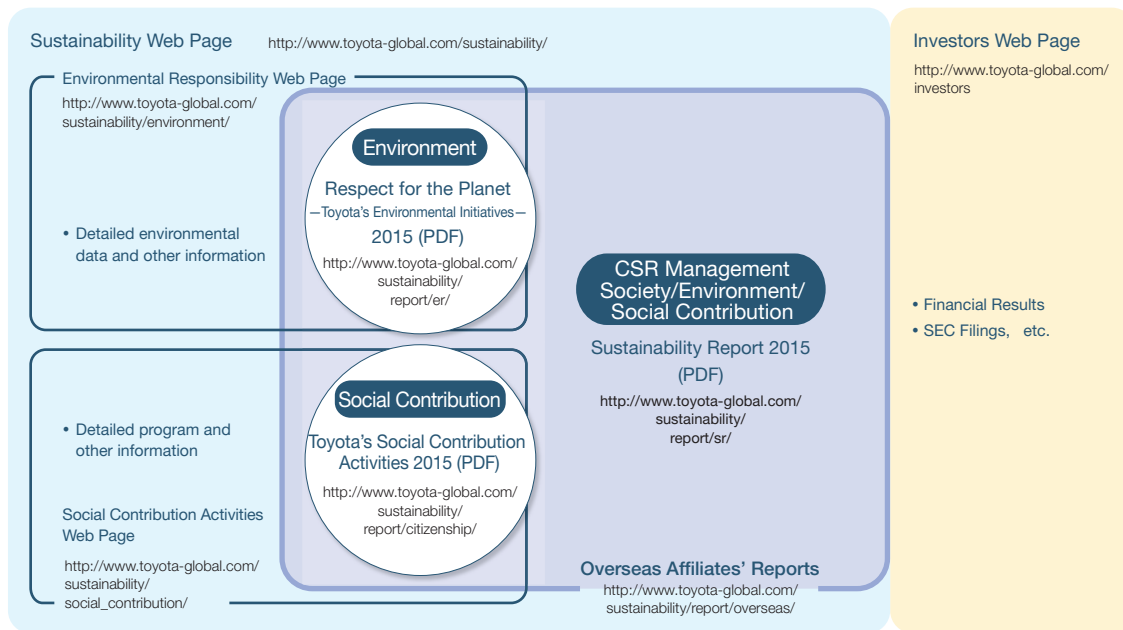 Sustainability Web Page
http://www.toyota-global.com/sustainability/
Environmental Responsibility Web Page
http://www.toyota-global.com/
sustainability/environment/
• Detailed environmental
data and other information
Environment
Respect for the Planet
—Toyota's Environmental Initiatives—
2015 (PDF)
http://www.toyota-global.com/
sustainability/
report/er/
• Detailed program and
other information
Social Contribution Activities
Web Page
http://www.toyota-global.com/
sustainability/
social_contribution/
Social Contribution
Toyota's Social Contribution
Activities 2015 (PDF)
http://www.toyota-global.com/
sustainability/
report/citizenship/
CSR Management
Society/Environment/
Social Contribution
Sustainability Report 2015
(PDF)
http://www.toyota-global.com/
sustainability/
report/sr/
Overseas Affiliates' Reports
http://www.toyota-global.com/
sustainability/report/overseas/
Investors Web Page
http://www.toyota-global.com/
investors
• Financial Results
• SEC Filings, etc.